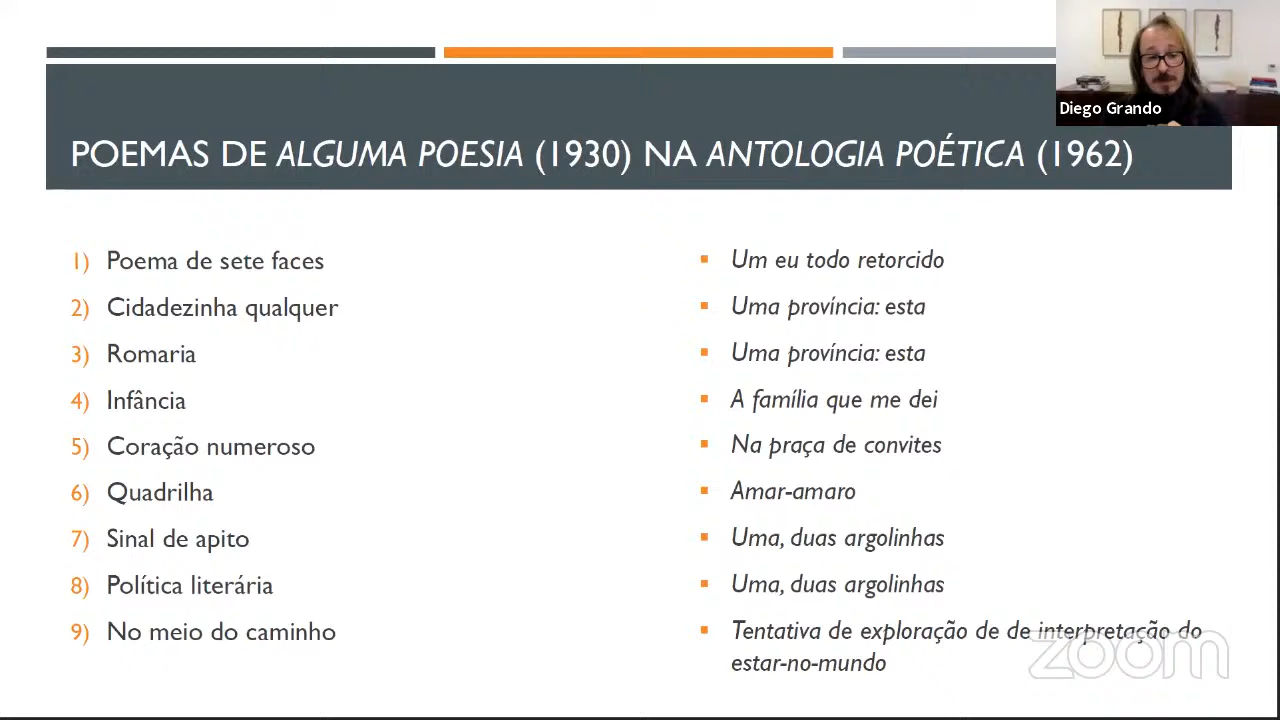 Diego Grando
POEMAS DE ALGUMA POESIA (1930) NA ANTOLOGIA POÉTICA (1962)
1) Poema de sete faces
2) Cidadezinha qualquer
3) Romaria
4) Infância
5) Coração numeroso
6) Quadrilha
7) Sinal de apito
8) Política literária
9) No meio do caminho
▪ Um eu todo retorcido
▪ Uma província: esta
▪ Uma província: esta
▪ A família que me dei
▪ Na praça de convites
▪ Amar-amaro
▪ Uma, duas argolinhas
▪ Uma, duas argolinhas
▪ Tentativa de exploração de de interpretação do
estar-no-mundo
zoom